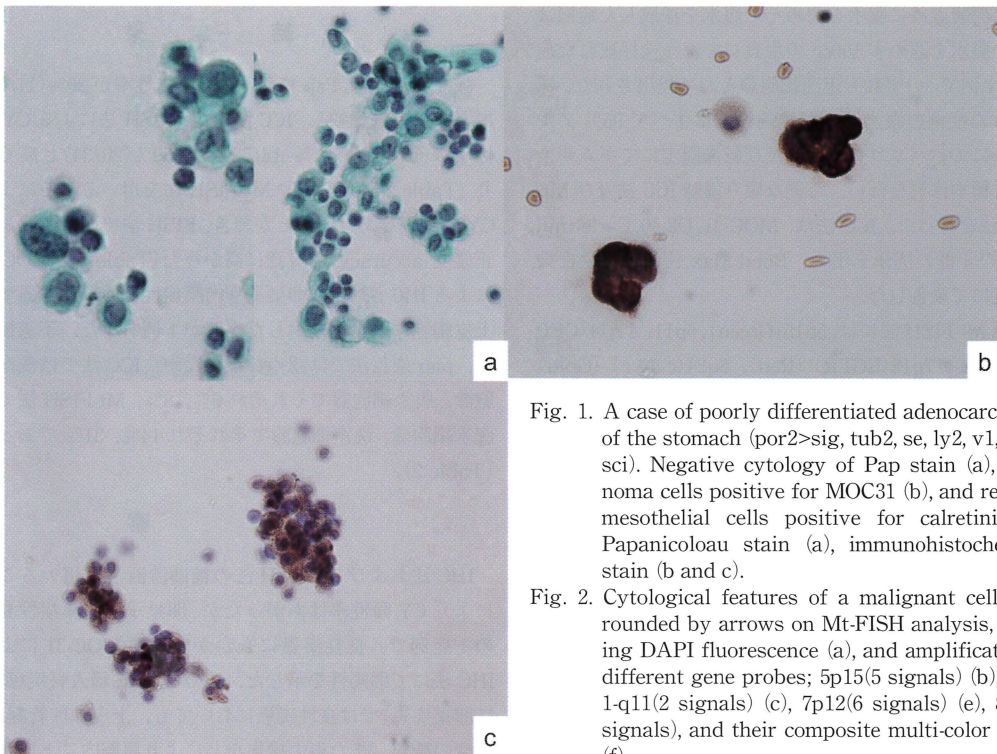 a
b
c
Fig. 1. A case of poorly differentiated adenocarc
of the stomach (por2>sig, tub2, se, ly2, v1,
sci). Negative cytology of Pap stain (a),
noma cells positive for MOC31 (b), and re
mesothelial cells positive for calretini
Papanicoloau stain (a), immunohistoche
stain (b and c).
Fig. 2. Cytological features of a malignant cell
rounded by arrows on Mt-FISH analysis,
ing DAPI fluorescence (a), and amplificat
different gene probes; 5p15(5 signals) (b)
1-q11(2 signals) (c), 7p12(6 signals) (e),
signals), and their composite multi-color
(f)